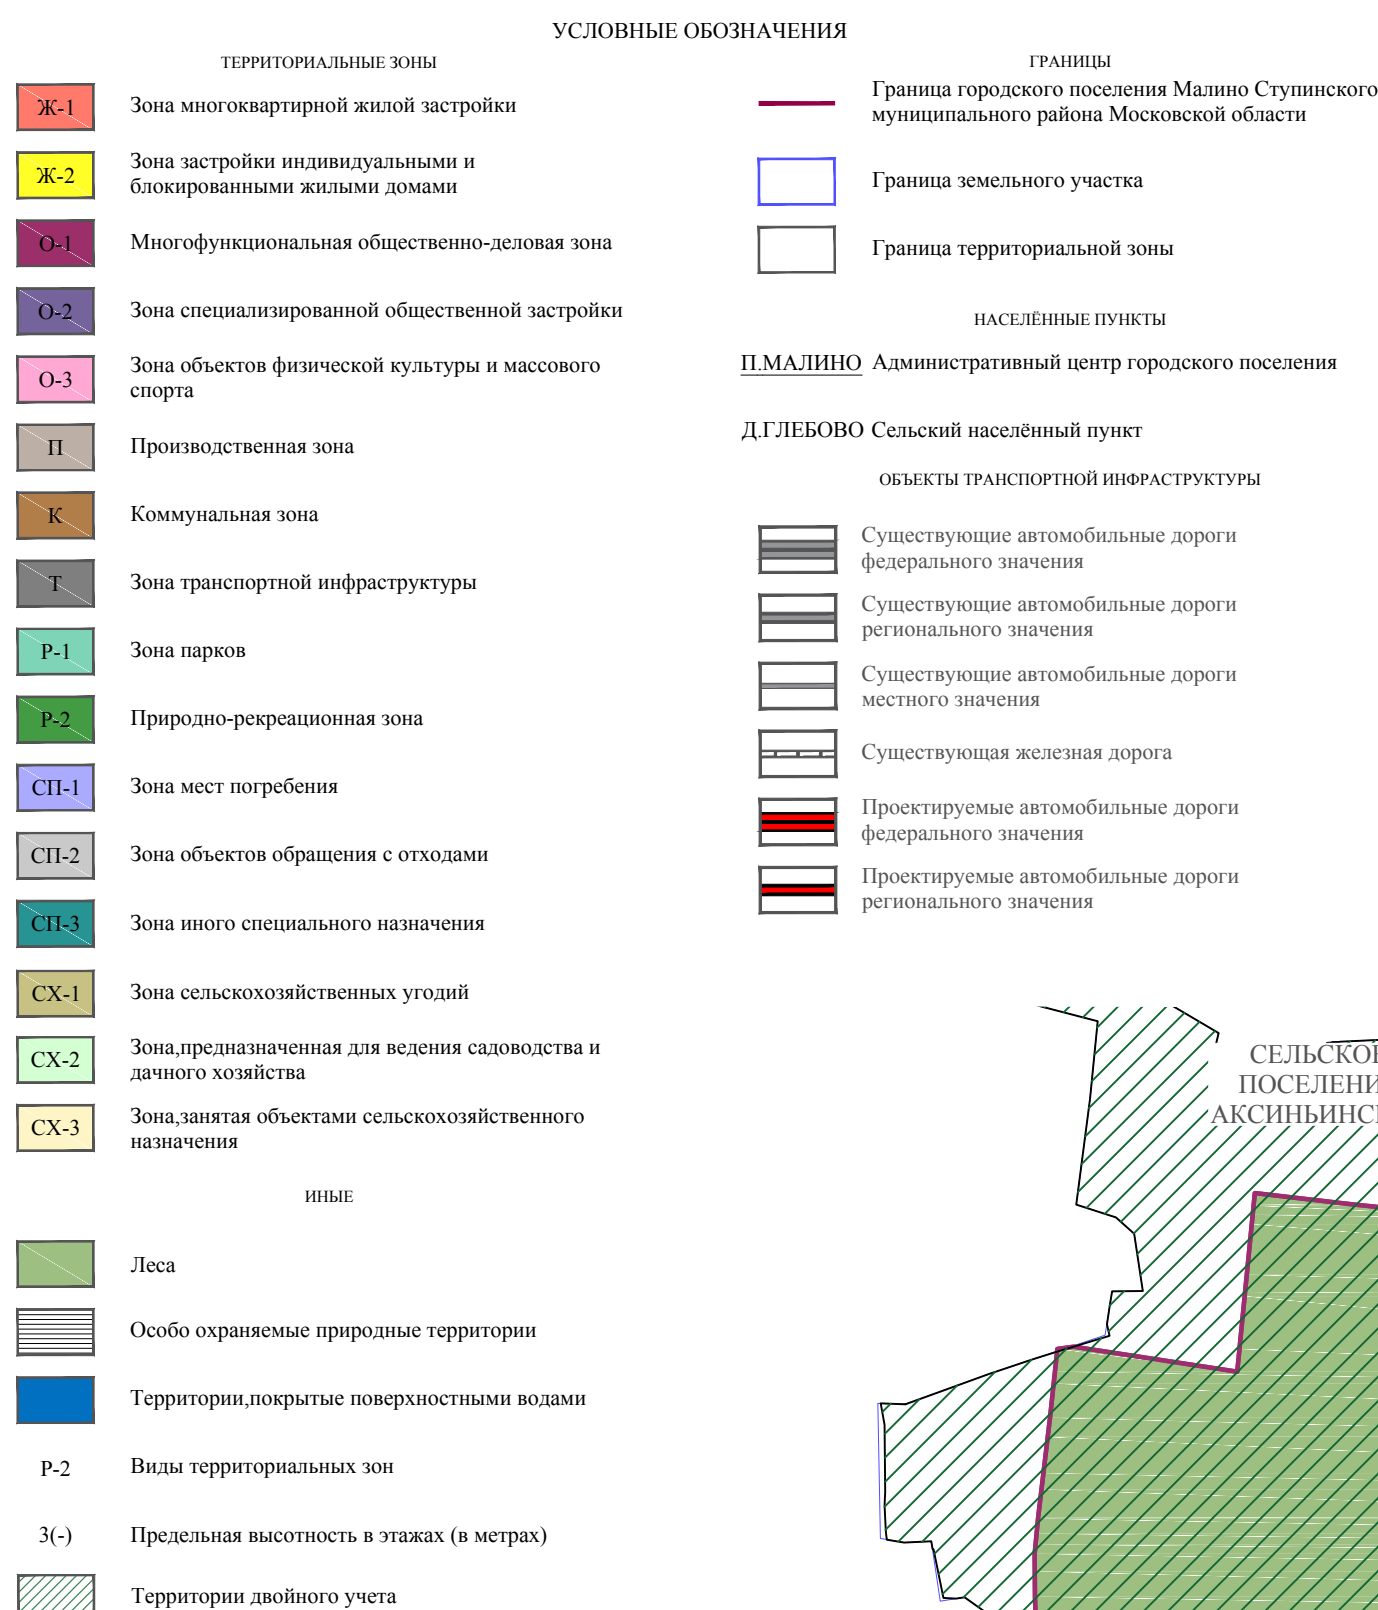 УСЛОВНЫЕ ОБОЗНАЧЕНИЯ
ТЕРРИТОРИАЛЬНЫЕ ЗОНЫ
Ж-1 Зона многоквартирной жилой застройки
Ж-2 Зона застройки индивидуальными и
блокированными жилыми домами
О-1 Многофункциональная общественно-деловая зона
О-2 Зона специализированной общественной застройки
О-3 Зона объектов физической культуры и массового
спорта
П Производственная зона
К Коммунальная зона
Т Зона транспортной инфраструктуры
Р-1 Зона парков
Р-2 Природно-рекреационная зона
СП-1 Зона мест погребения
СП-2 Зона объектов обращения с отходами
СП-3 Зона иного специального назначения
СХ-1 Зона сельскохозяйственных угодий
СХ-2 Зона,предназначенная для ведения садоводства и
дачного хозяйства
СХ-3 Зона,занятая объектами сельскохозяйственного
назначения
ИНЫЕ
Леса
Особо охраняемые природные территории
Территории,покрытые поверхностными водами
Р-2 Виды территориальных зон
3(-) Предельная высотность в этажах (в метрах)
Территории двойного учета
ГРАНИЦЫ
Граница городского поселения Малино Ступинского
муниципального района Московской области
Граница земельного участка
Граница территориальной зоны
НАСЕЛЁННЫЕ ПУНКТЫ
П.МАЛИНО Административный центр городского поселения
Д.ГЛЕБОВО Сельский населённый пункт
ОБЪЕКТЫ ТРАНСПОРТНОЙ ИНФРАСТРУКТУРЫ
Существующие автомобильные дороги
федерального значения
Существующие автомобильные дороги
регионального значения
Существующие автомобильные дороги
местного значения
Существующая железная дорога
Проектируемые автомобильные дороги
федерального значения
Проектируемые автомобильные дороги
регионального значения
СЕЛЬСКО
ПОСЕЛЕНИ
АКСИНЬИНС